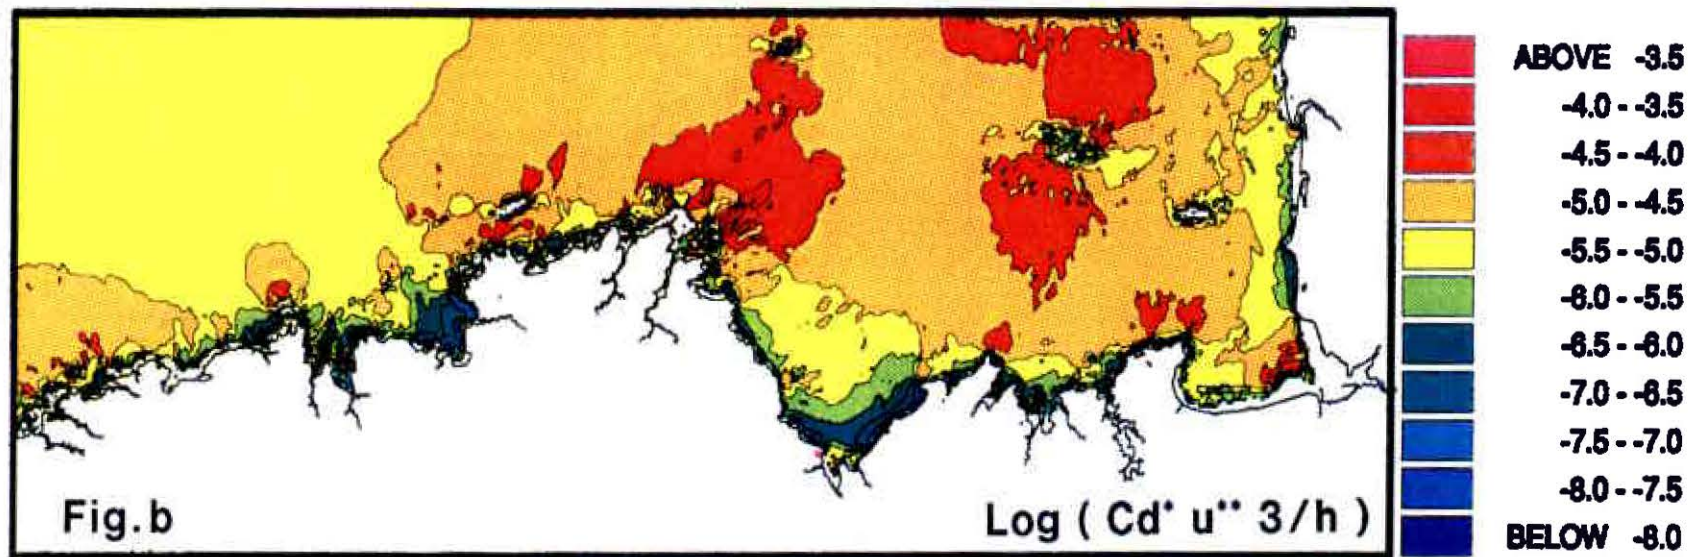 ABOVE -3.5
-4.0 - -3.5
-4.5 - -4.0
-5.0 - -4.5
-5.5 - -5.0
-6.0 - -5.5
-6.5 - -6.0
-7.0 - -6.5
-7.5 - -7.0
-8.0 - -7.5
BELOW -8.0
Fig.b
Log ( Cd* u** 3/h )